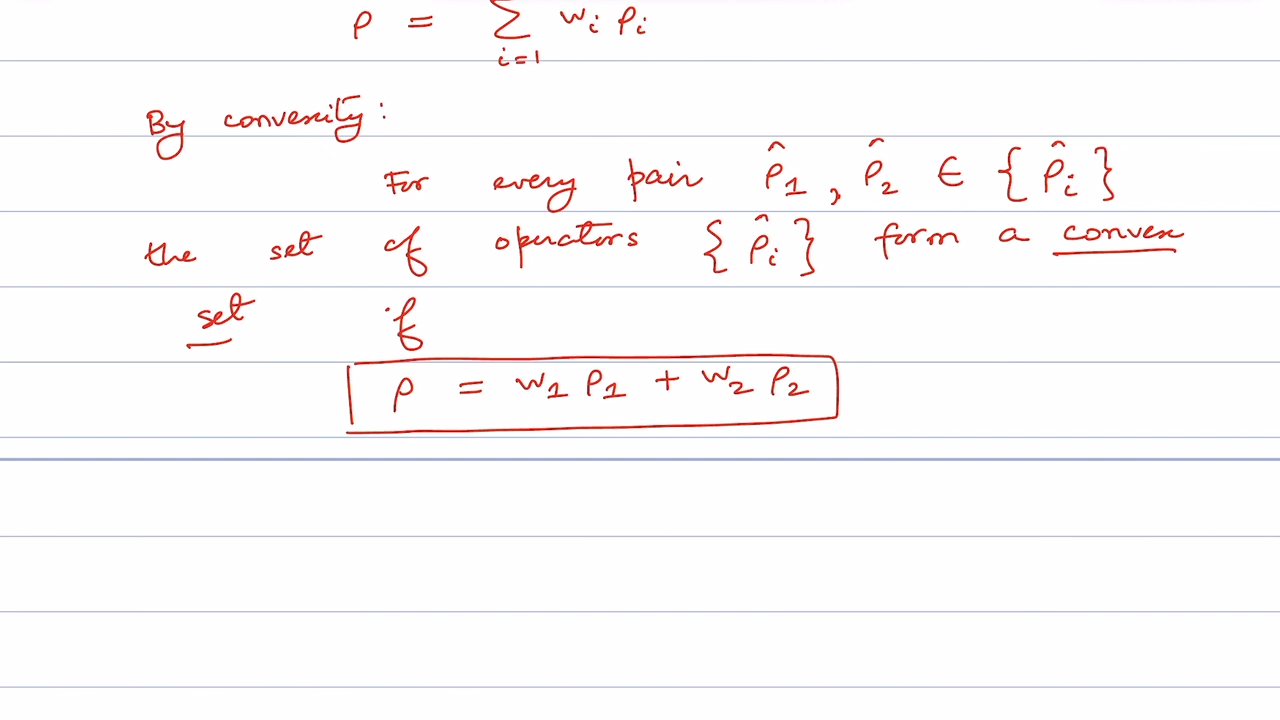 ρ = Σ wᵢ ρᵢ
i=1
By convexity:
For every pair ρ̂₁, ρ̂₂ ∈ {ρ̂ᵢ}
the set of operators {ρ̂ᵢ} form a convex
set if
ρ = w₁ ρ₁ + w₂ ρ₂